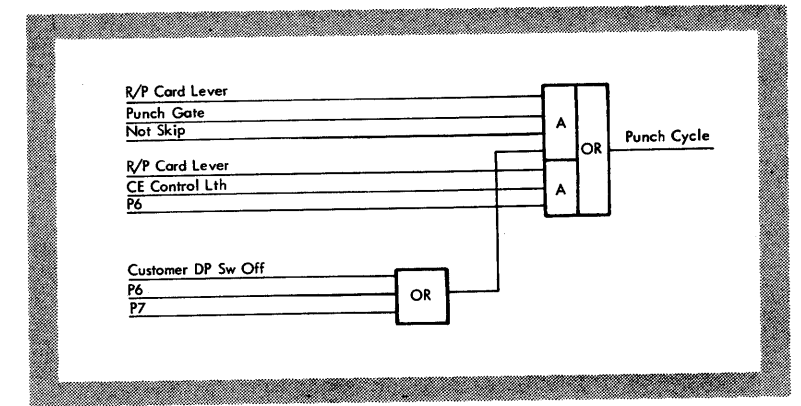 R/P Card Lever
Punch Gate
Not Skip
A
OR
Punch Cycle
R/P Card Lever
CE Control Lth
P6
A
Customer DP Sw Off
P6
P7
OR